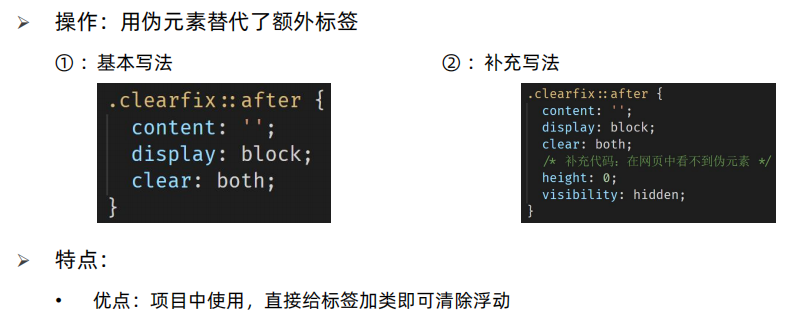 ➢ 操作：用伪元素替代了额外标签
①：基本写法
.clearfix::after {
content: '';
display: block;
clear: both;
}
②：补充写法
.clearfix::after {
content: '';
display: block;
clear: both;
/* 补充代码：在网页中看不到伪元素 */
height: 0;
visibility: hidden;
}
➢ 特点：
• 优点：项目中使用，直接给标签加类即可清除浮动